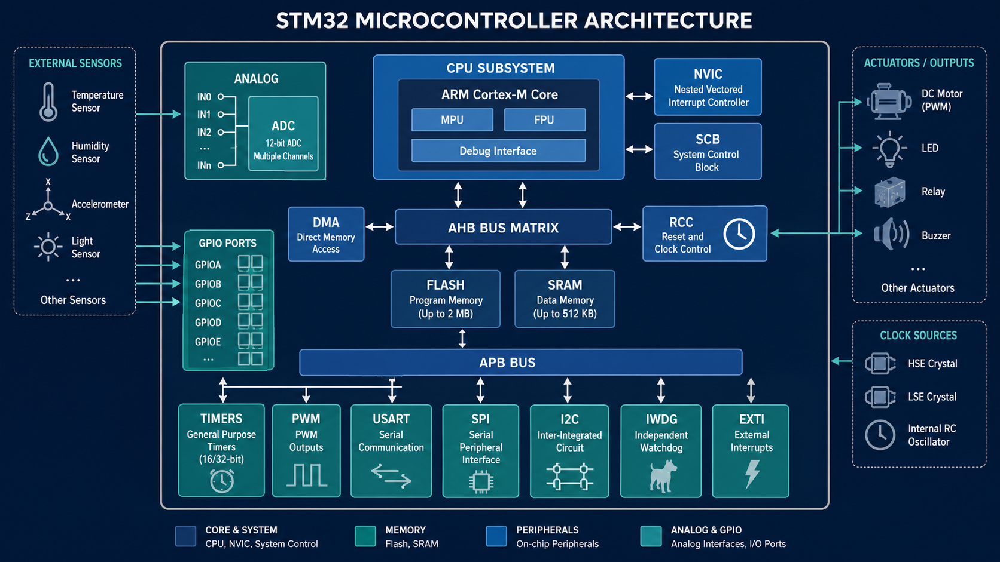 STM32 MICROCONTROLLER ARCHITECTURE
EXTERNAL SENSORS
Temperature
Sensor
Humidity
Sensor
X
Z
X
Accelerometer
Light
Sensor
...
Other Sensors
ANALOG
IN0
IN1
IN2
...
INn
ADC
12-bit ADC
Multiple Channels
GPIO PORTS
GPIOA
GPIOB
GPIOC
GPIOD
GPIOE
...
CPU SUBSYSTEM
ARM Cortex-M Core
MPU
FPU
Debug Interface
NVIC
Nested Vectored
Interrupt Controller
SCB
System Control
Block
DMA
Direct Memory
Access
AHB BUS MATRIX
RCC
Reset and
Clock Control
FLASH
Program Memory
(Up to 2 MB)
SRAM
Data Memory
(Up to 512 KB)
APB BUS
TIMERS
General Purpose
Timers
(16/32-bit)
PWM
PWM
Outputs
USART
Serial
Communication
SPI
Serial
Peripheral
Interface
I2C
Inter-Integrated
Circuit
IWDG
Independent
Watchdog
EXTI
External
Interrupts
ACTUATORS / OUTPUTS
DC Motor
(PWM)
LED
Relay
Buzzer
...
Other Actuators
CLOCK SOURCES
HSE Crystal
LSE Crystal
Internal RC
Oscillator
CORE & SYSTEM
CPU, NVIC, System Control
MEMORY
Flash, SRAM
PERIPHERALS
On-chip Peripherals
ANALOG & GPIO
Analog Interfaces, I/O Ports